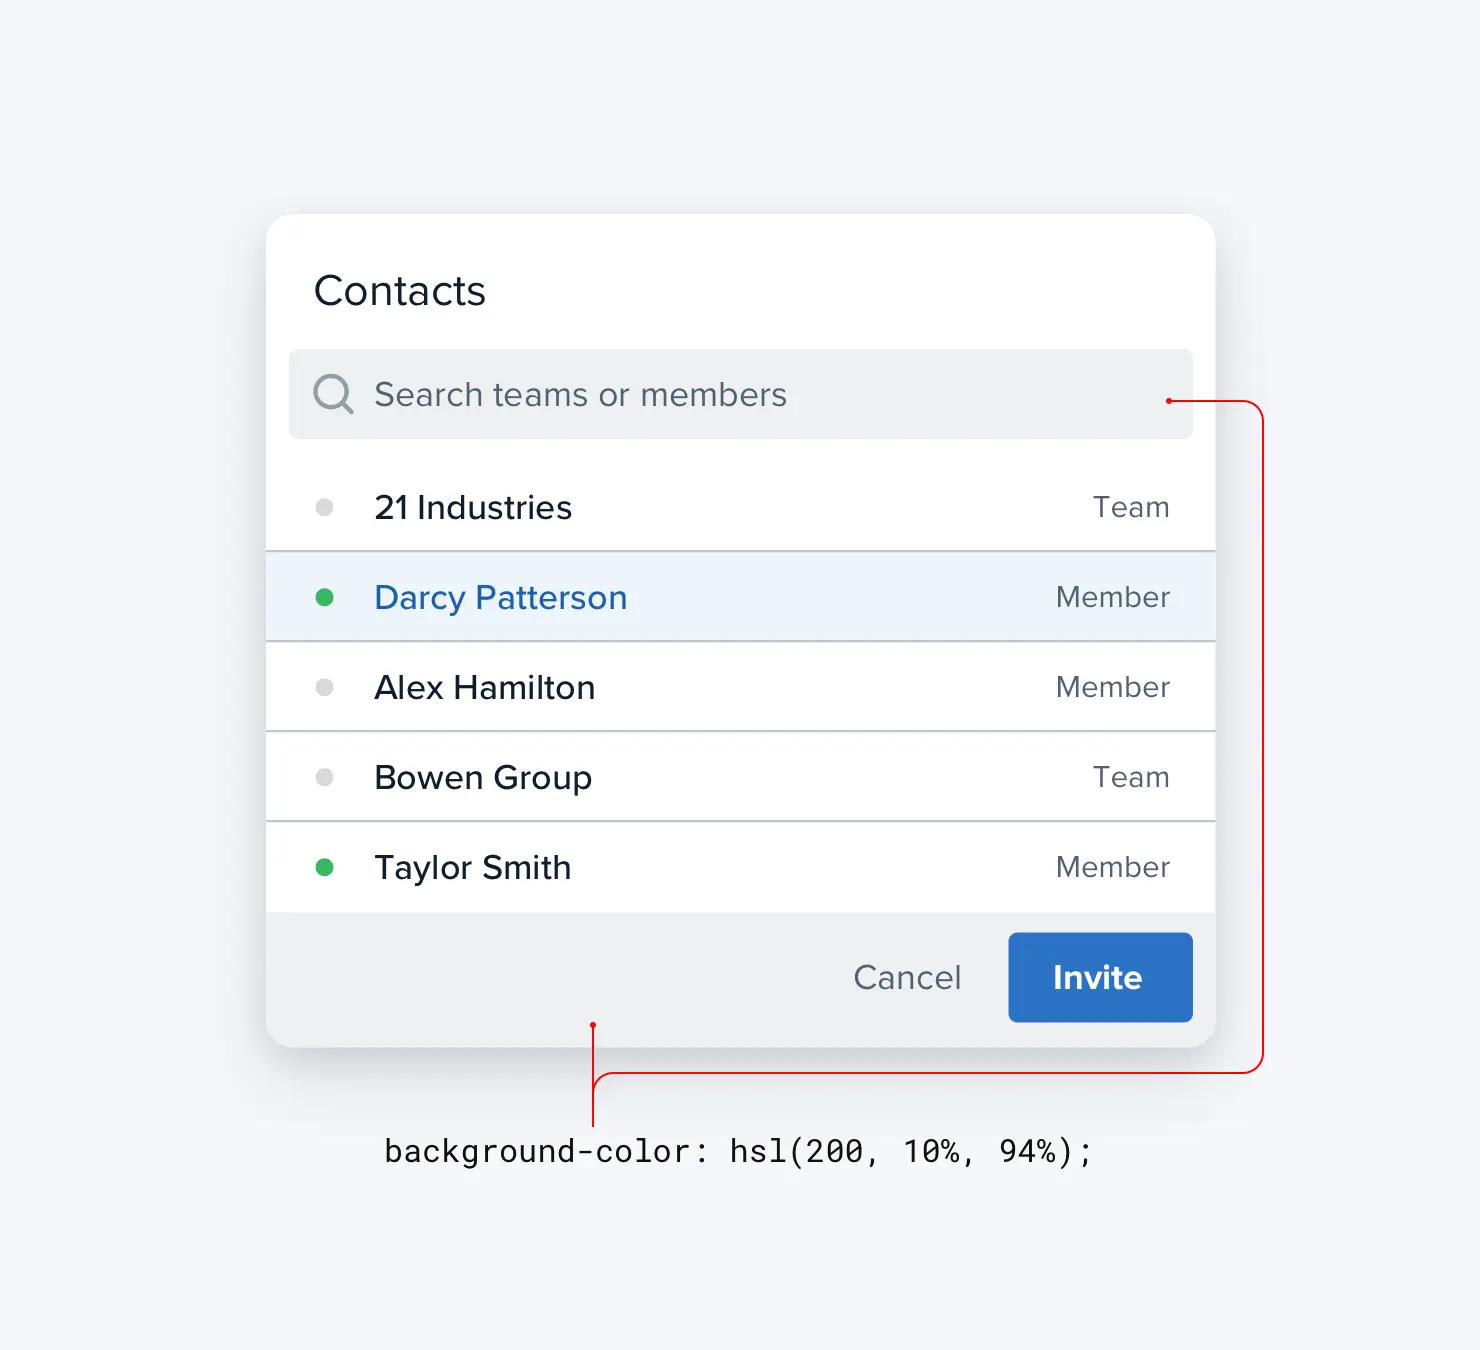 Contacts
Search teams or members
21 Industries Team
Darcy Patterson Member
Alex Hamilton Member
Bowen Group Team
Taylor Smith Member
Cancel Invite
background-color: hsl(200, 10%, 94%);